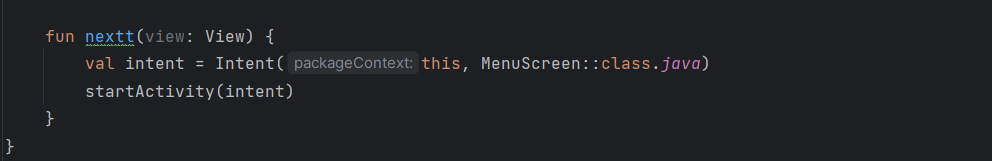 fun nextt(view: View) {
val intent = Intent( packageContext: this, MenuScreen::class.java)
startActivity(intent)
}
}